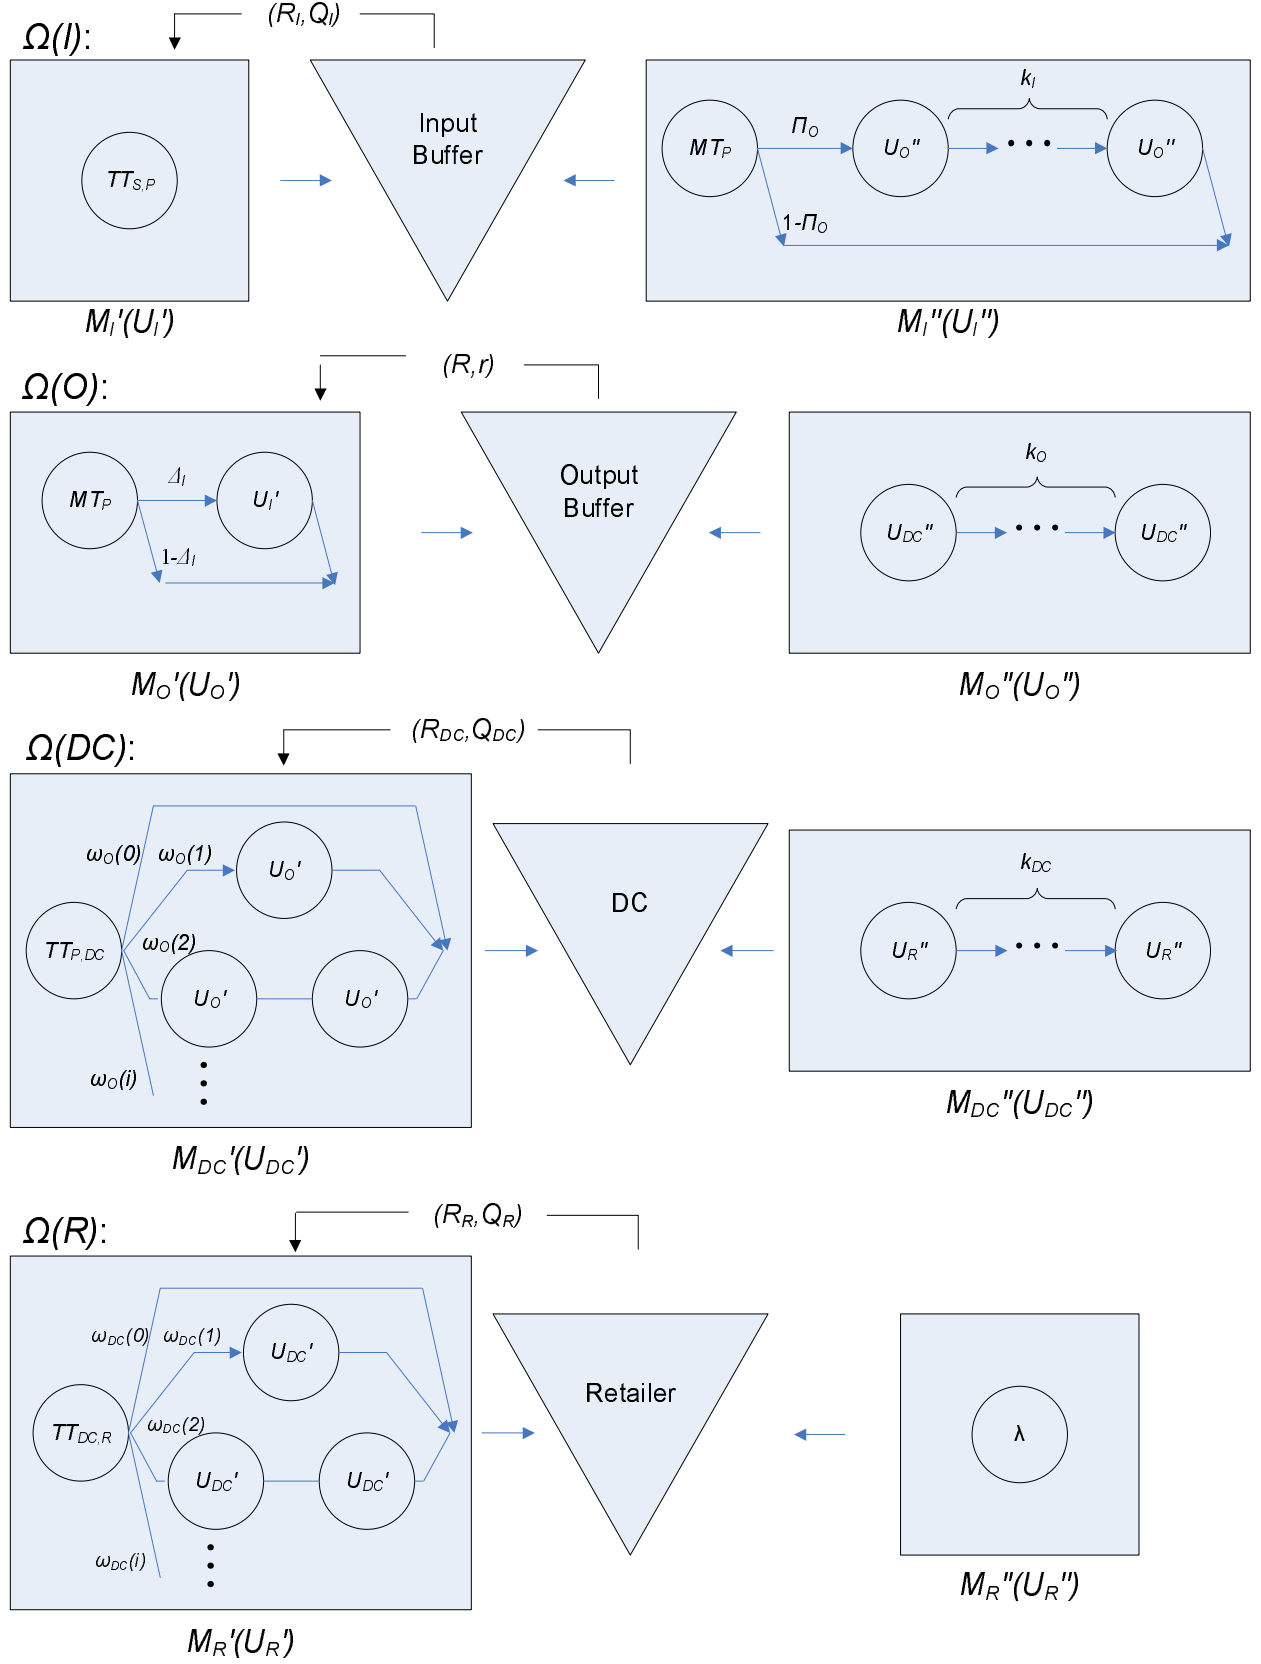 (R_I,Q_I)
Ω(I):
Input
Buffer
TT_S,P
k_I
MT_P
Π_O
U_O"
• • •
U_O"
1-Π_O
M_I'(U_I')
M_I"(U_I")
(R,r)
Ω(O):
Output
Buffer
MT_P
Δ_I
U_I'
1-Δ_I
k_O
U_DC"
• • •
U_DC"
M_O'(U_O')
M_O"(U_O")
(R_DC,Q_DC)
Ω(DC):
ω_O(0)
ω_O(1)
U_O'
TT_P,DC
ω_O(2)
U_O'
U_O'
ω_O(i)
DC
k_DC
U_R"
• • •
U_R"
M_DC'(U_DC')
M_DC"(U_DC")
(R_R,Q_R)
Ω(R):
ω_DC(0)
ω_DC(1)
U_DC'
TT_DC,R
ω_DC(2)
U_DC'
U_DC'
ω_DC(i)
Retailer
λ
M_R'(U_R')
M_R"(U_R")